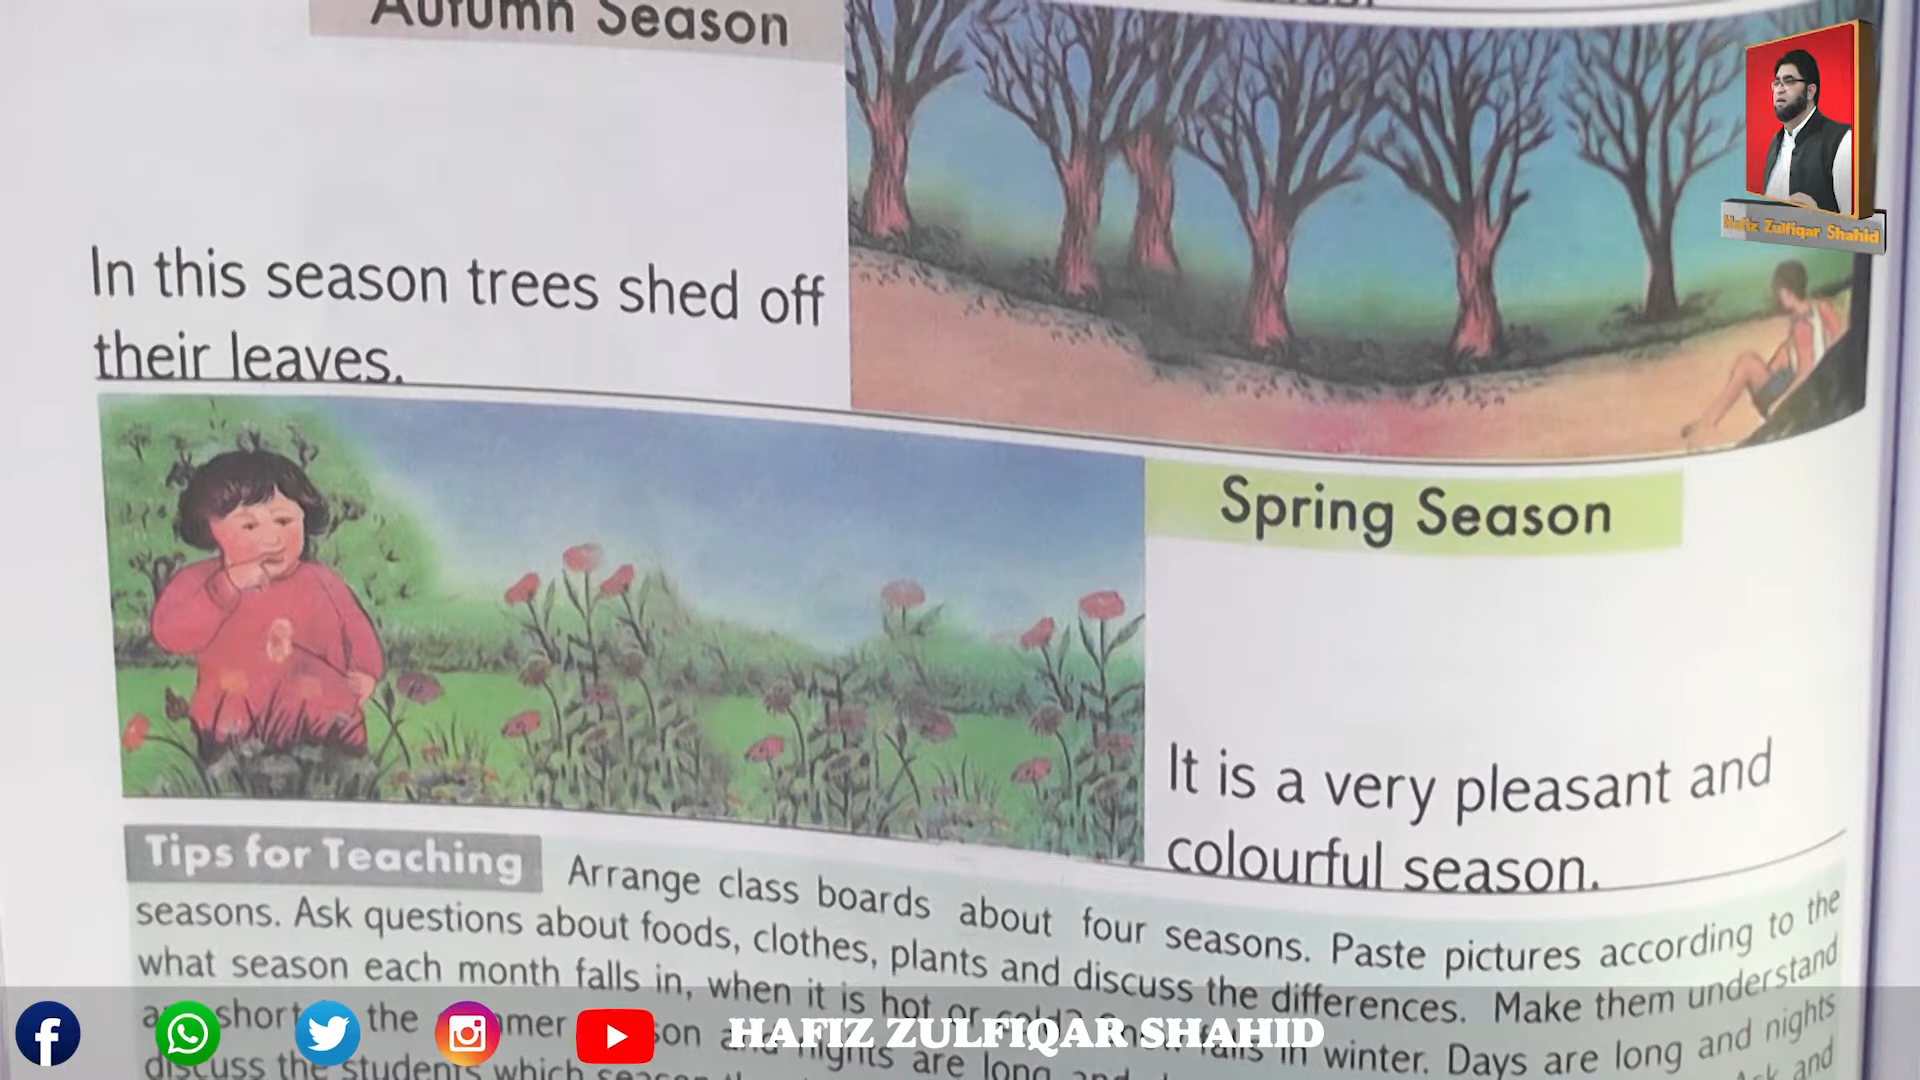 Autumn Season
Hafiz Zulfiqar Shahid
In this season trees shed off
their leaves.
Spring Season
It is a very pleasant and
colourful season.
Tips for Teaching Arrange class boards about four seasons. Paste pictures according to the
seasons. Ask questions about foods, clothes, plants and discuss the differences. Make them understand
what season each month falls in, when it is hot or cold? falls in winter. Days are long and nights
short the son and nights are long and
discuss the students which Ask and
HAFIZ ZULFIQAR SHAHID